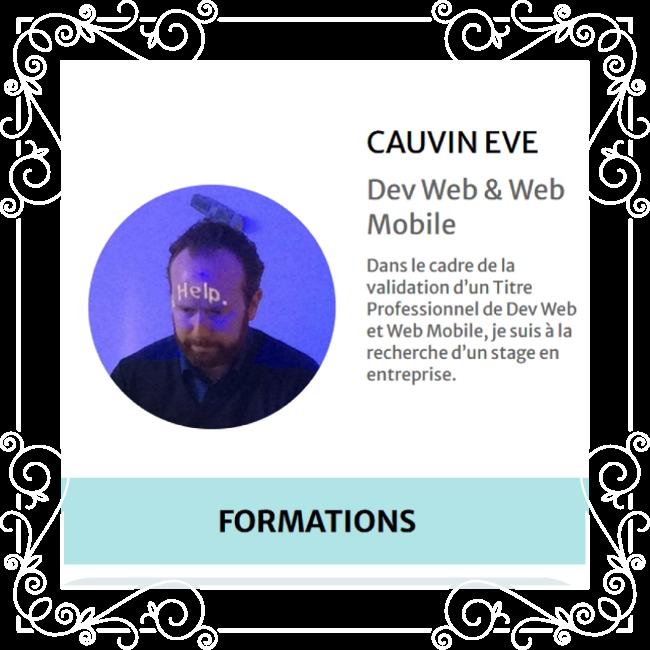 CAUVIN EVE
Dev Web & Web
Mobile
Dans le cadre de la
validation d'un Titre
Professionnel de Dev Web
et Web Mobile, je suis à la
recherche d'un stage en
entreprise.
Help.
FORMATIONS